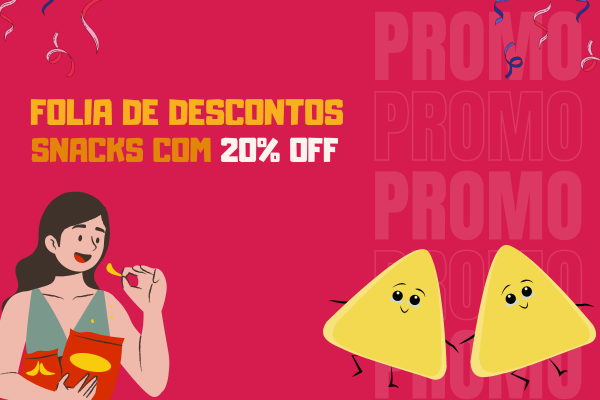 PROMO
PROMO
PROMO
PROMO
PROMO
FOLIA DE DESCONTOS
SNACKS COM 20% OFF